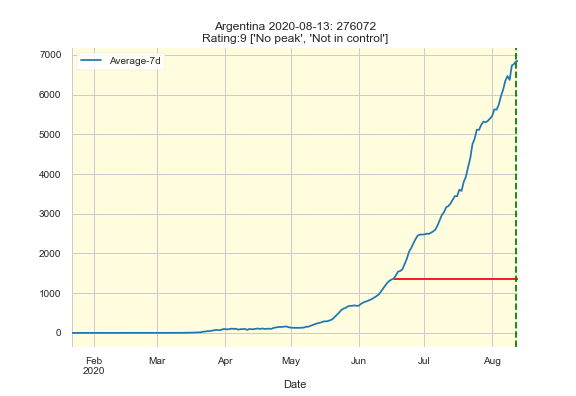 Argentina 2020-08-13: 276072
Rating:9 ['No peak', 'Not in control']
Average-7d
7000
6000
5000
4000
3000
2000
1000
0
Feb Mar Apr May Jun Jul Aug
2020
Date